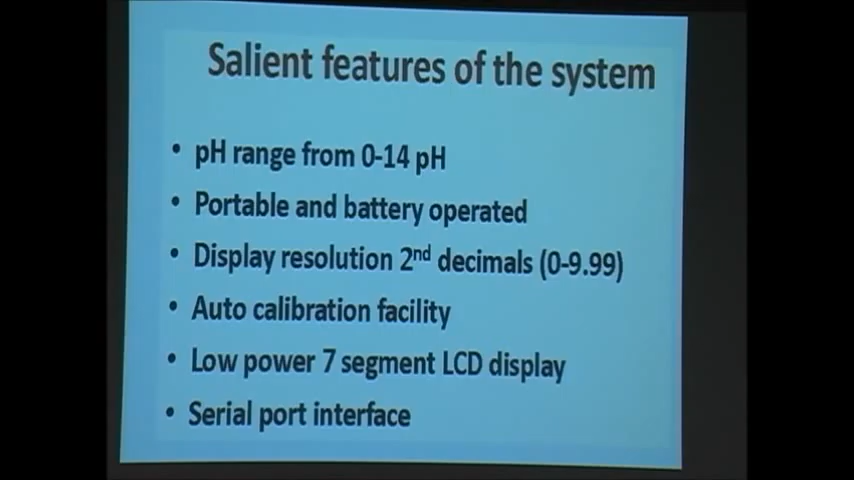 Salient features of the system
• pH range from 0-14 pH
• Portable and battery operated
• Display resolution 2nd decimals (0-9.99)
• Auto calibration facility
• Low power 7 segment LCD display
• Serial port interface